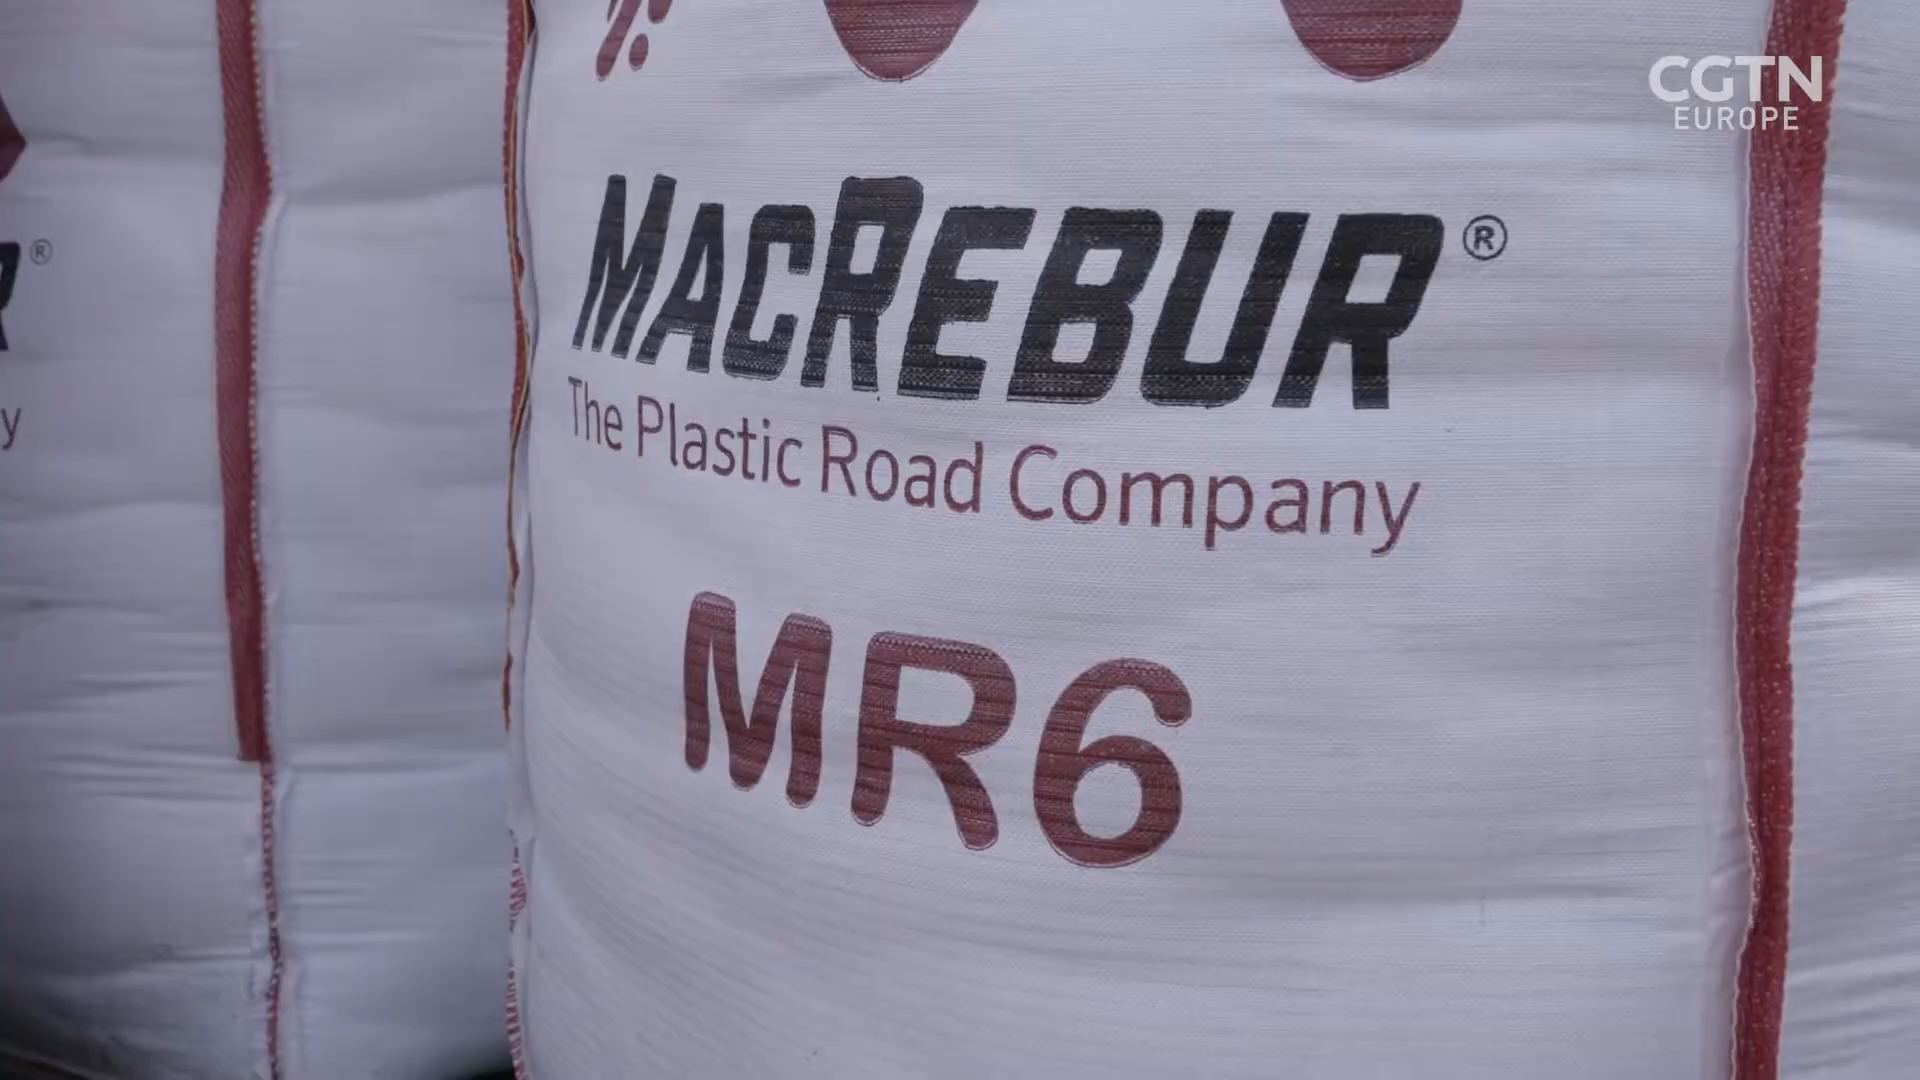 CGTN
EUROPE
MACREBUR®
The Plastic Road Company
MR6
®
y